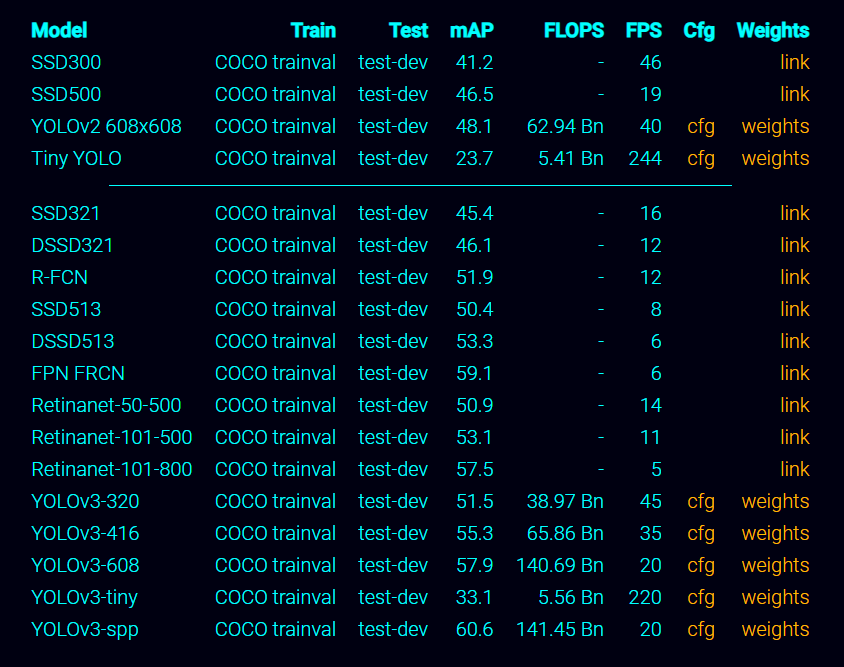 Model Train Test mAP FLOPS FPS Cfg Weights
SSD300 COCO trainval test-dev 41.2 - 46 link
SSD500 COCO trainval test-dev 46.5 - 19 link
YOLOv2 608x608 COCO trainval test-dev 48.1 62.94 Bn 40 cfg weights
Tiny YOLO COCO trainval test-dev 23.7 5.41 Bn 244 cfg weights
SSD321 COCO trainval test-dev 45.4 - 16 link
DSSD321 COCO trainval test-dev 46.1 - 12 link
R-FCN COCO trainval test-dev 51.9 - 12 link
SSD513 COCO trainval test-dev 50.4 - 8 link
DSSD513 COCO trainval test-dev 53.3 - 6 link
FPN FRCN COCO trainval test-dev 59.1 - 6 link
Retinanet-50-500 COCO trainval test-dev 50.9 - 14 link
Retinanet-101-500 COCO trainval test-dev 53.1 - 11 link
Retinanet-101-800 COCO trainval test-dev 57.5 - 5 link
YOLOv3-320 COCO trainval test-dev 51.5 38.97 Bn 45 cfg weights
YOLOv3-416 COCO trainval test-dev 55.3 65.86 Bn 35 cfg weights
YOLOv3-608 COCO trainval test-dev 57.9 140.69 Bn 20 cfg weights
YOLOv3-tiny COCO trainval test-dev 33.1 5.56 Bn 220 cfg weights
YOLOv3-spp COCO trainval test-dev 60.6 141.45 Bn 20 cfg weights